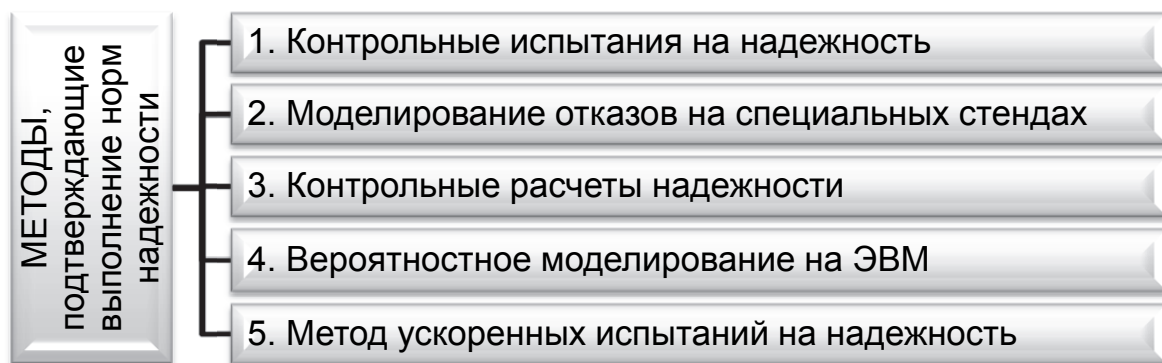 МЕТОДЫ,
подтверждающие
выполнение норм
надежности
1. Контрольные испытания на надежность
2. Моделирование отказов на специальных стендах
3. Контрольные расчеты надежности
4. Вероятностное моделирование на ЭВМ
5. Метод ускоренных испытаний на надежность